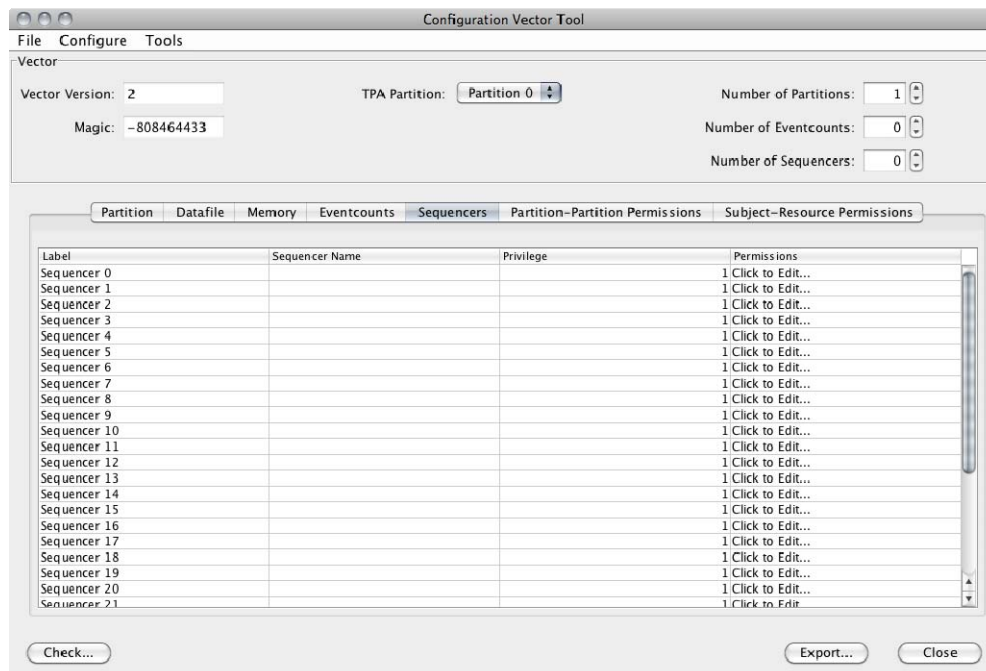 Configuration Vector Tool
File Configure Tools
Vector
Vector Version: 2 TPA Partition: Partition 0 Number of Partitions: 1
Magic: -808464433 Number of Eventcounts: 0
Number of Sequencers: 0
Partition Datafile Memory Eventcounts Sequencers Partition-Partition Permissions Subject-Resource Permissions
Label Sequencer Name Privilege Permissions
Sequencer 0 1 Click to Edit...
Sequencer 1 1 Click to Edit...
Sequencer 2 1 Click to Edit...
Sequencer 3 1 Click to Edit...
Sequencer 4 1 Click to Edit...
Sequencer 5 1 Click to Edit...
Sequencer 6 1 Click to Edit...
Sequencer 7 1 Click to Edit...
Sequencer 8 1 Click to Edit...
Sequencer 9 1 Click to Edit...
Sequencer 10 1 Click to Edit...
Sequencer 11 1 Click to Edit...
Sequencer 12 1 Click to Edit...
Sequencer 13 1 Click to Edit...
Sequencer 14 1 Click to Edit...
Sequencer 15 1 Click to Edit...
Sequencer 16 1 Click to Edit...
Sequencer 17 1 Click to Edit...
Sequencer 18 1 Click to Edit...
Sequencer 19 1 Click to Edit...
Sequencer 20 1 Click to Edit...
Sequencer 21 1 Click to Edit
Check... Export... Close